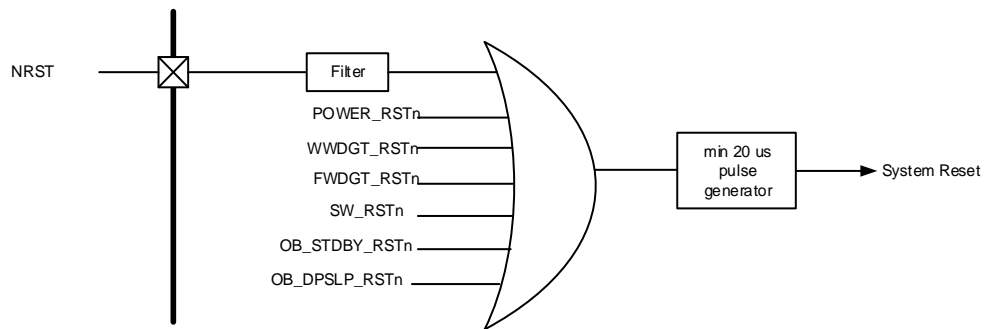 NRST
Filter
POWER_RSTn
WWDGT_RSTn
FWDGT_RSTn
SW_RSTn
OB_STDBY_RSTn
OB_DPSLP_RSTn
min 20 us
pulse
generator
System Reset